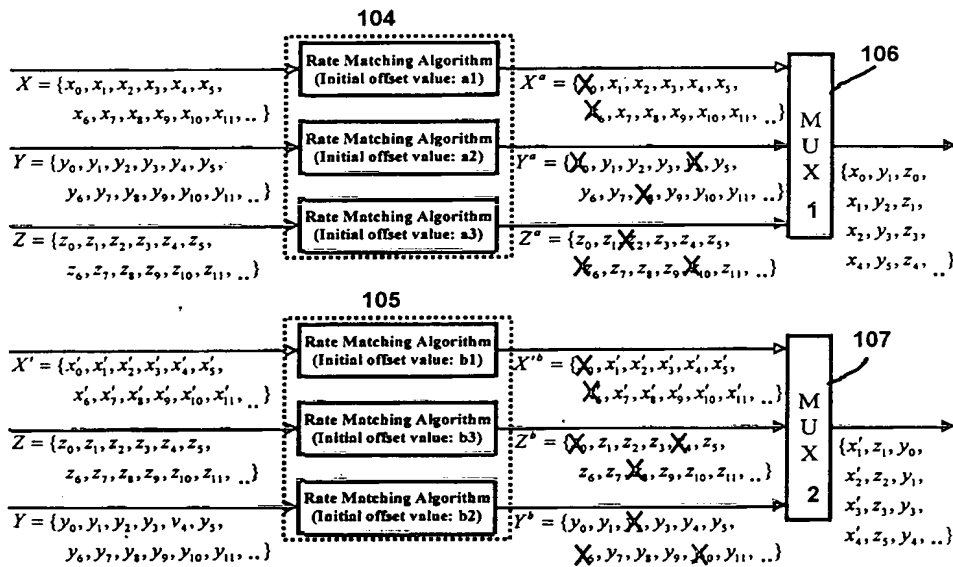 104
Rate Matching Algorithm
(Initial offset value: a1)
X = {x₀, x₁, x₂, x₃, x₄, x₅,
x₆, x₇, x₈, x₉, x₁₀, x₁₁, ..}
Xᵃ = {x₀, x₁, x₂, x₃, x₄, x₅,
x₆, x₇, x₈, x₉, x₁₀, x₁₁, ..}
Rate Matching Algorithm
(Initial offset value: a2)
Y = {y₀, y₁, y₂, y₃, y₄, y₅,
y₆, y₇, y₈, y₉, y₁₀, y₁₁, ..}
Yᵃ = {y₀, y₁, y₂, y₃, y₄, y₅,
y₆, y₇, y₈, y₉, y₁₀, y₁₁, ..}
Rate Matching Algorithm
(Initial offset value: a3)
Z = {z₀, z₁, z₂, z₃, z₄, z₅,
z₆, z₇, z₈, z₉, z₁₀, z₁₁, ..}
Zᵃ = {z₀, z₁, z₂, z₃, z₄, z₅,
z₆, z₇, z₈, z₉, z₁₀, z₁₁, ..}
106
MUX 1
{x₀, y₁, z₀,
x₁, y₂, z₁,
x₂, y₃, z₃,
x₄, y₅, z₄, ..}
105
Rate Matching Algorithm
(Initial offset value: b1)
X' = {x'₀, x'₁, x'₂, x'₃, x'₄, x'₅,
x'₆, x'₇, x'₈, x'₉, x'₁₀, x'₁₁, ..}
X'ᵇ = {x'₀, x'₁, x'₂, x'₃, x'₄, x'₅,
x'₆, x'₇, x'₈, x'₉, x'₁₀, x'₁₁, ..}
Rate Matching Algorithm
(Initial offset value: b3)
Z = {z₀, z₁, z₂, z₃, z₄, z₅,
z₆, z₇, z₈, z₉, z₁₀, z₁₁, ..}
Zᵇ = {z₀, z₁, z₂, z₃, z₄, z₅,
z₆, z₇, z₈, z₉, z₁₀, z₁₁, ..}
Rate Matching Algorithm
(Initial offset value: b2)
Y = {y₀, y₁, y₂, y₃, y₄, y₅,
y₆, y₇, y₈, y₉, y₁₀, y₁₁, ..}
Yᵇ = {y₀, y₁, y₂, y₃, y₄, y₅,
y₆, y₇, y₈, y₉, y₁₀, y₁₁, ..}
107
MUX 2
{x'₁, z₁, y₀,
x'₂, z₂, y₁,
x'₃, z₃, y₃,
x'₄, z₅, y₄, ..}